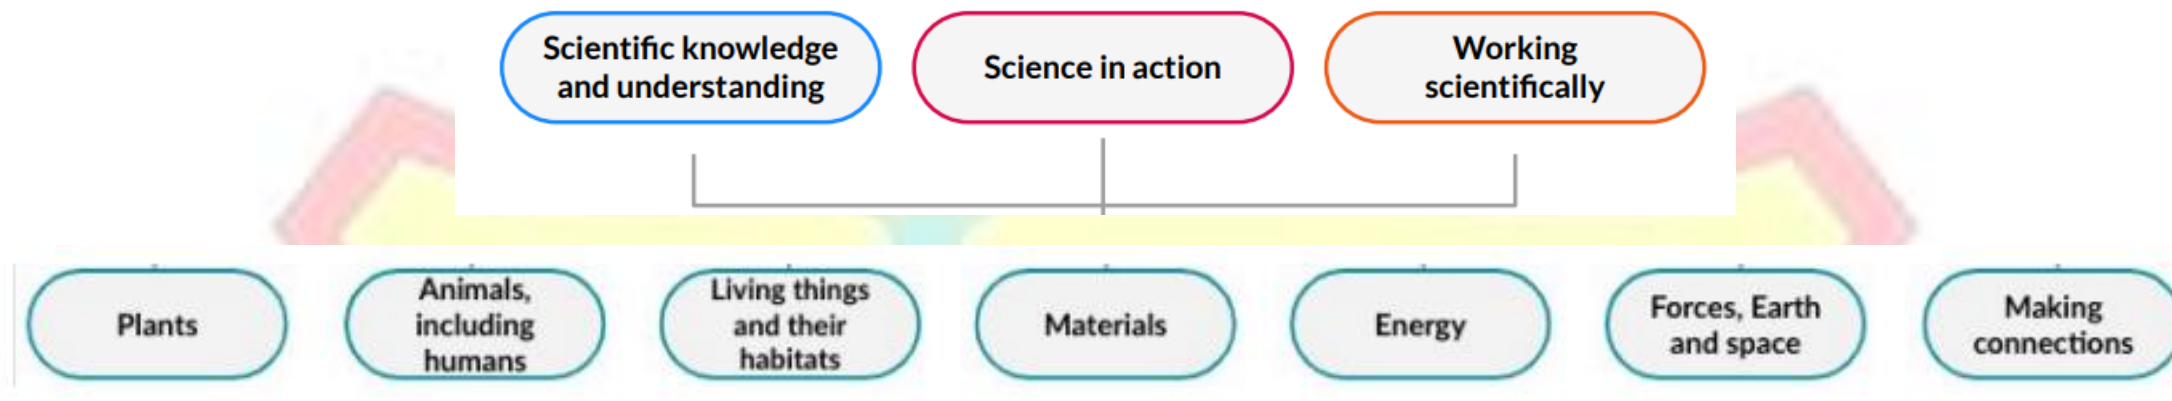 Scientific knowledge
and understanding
Science in action
Working
scientifically
Plants
Animals,
including
humans
Living things
and their
habitats
Materials
Energy
Forces, Earth
and space
Making
connections